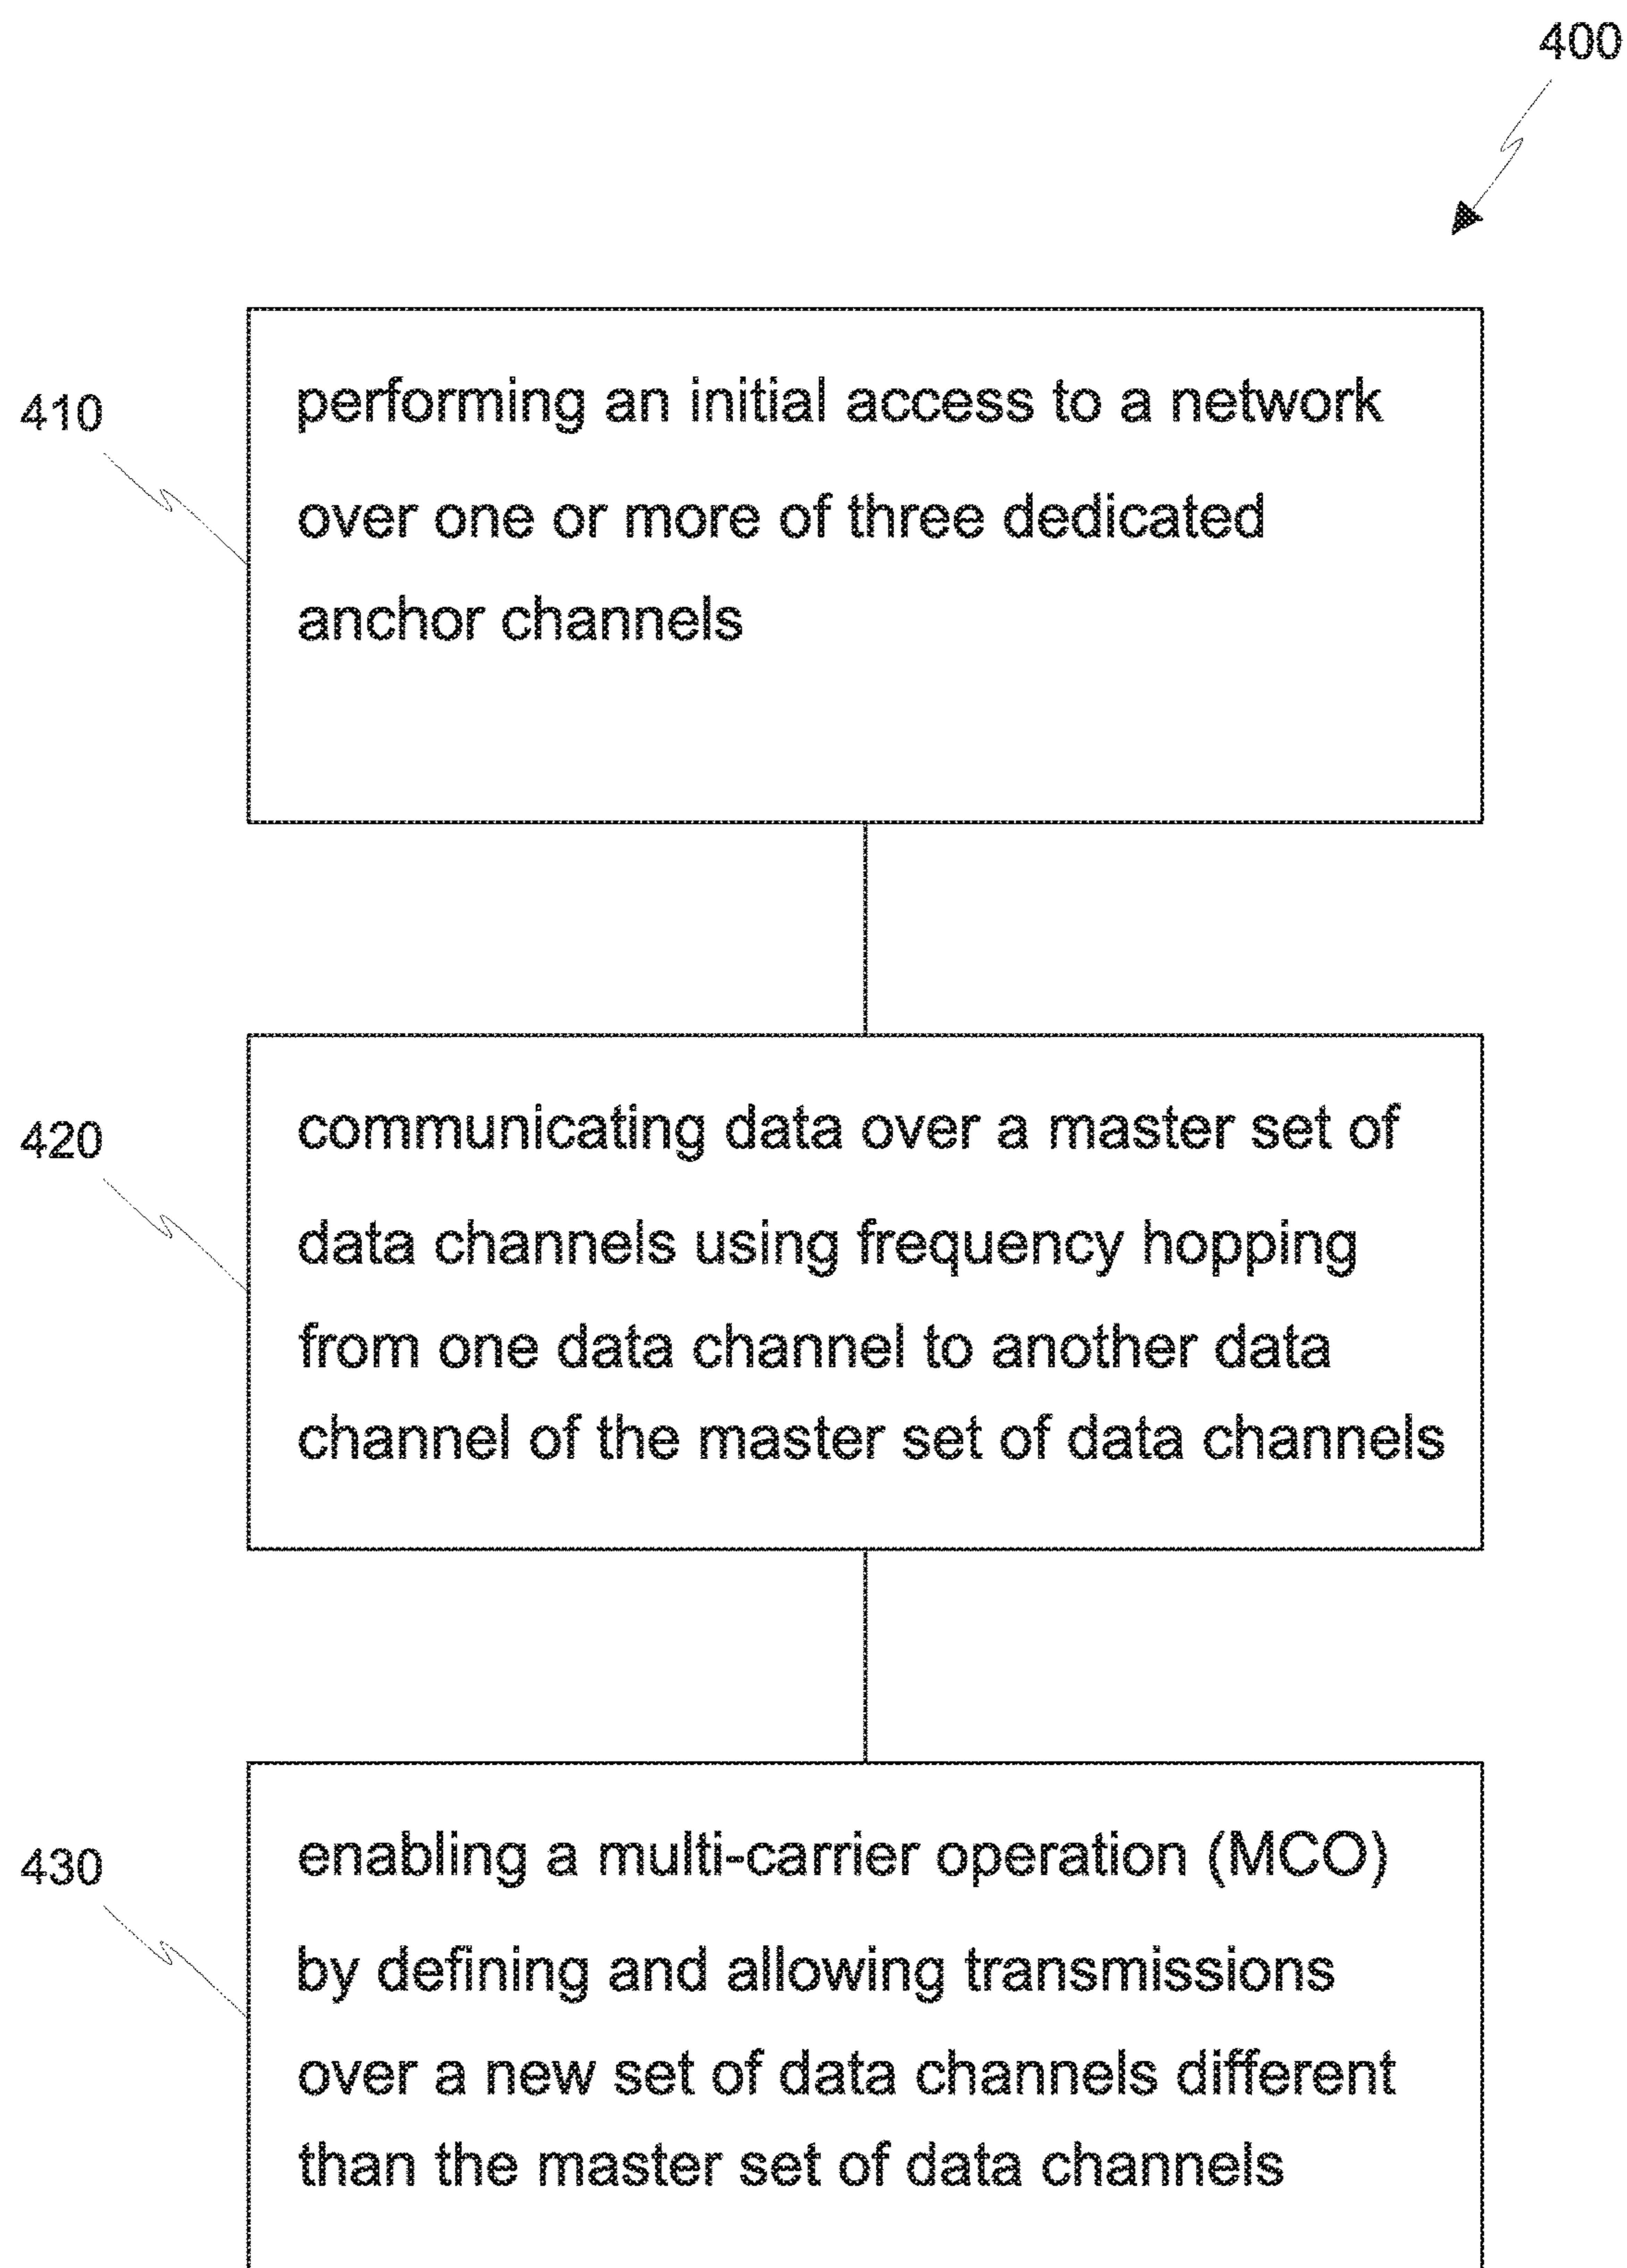 400
410
performing an initial access to a network
over one or more of three dedicated
anchor channels
420
communicating data over a master set of
data channels using frequency hopping
from one data channel to another data
channel of the master set of data channels
430
enabling a multi-carrier operation (MCO)
by defining and allowing transmissions
over a new set of data channels different
than the master set of data channels